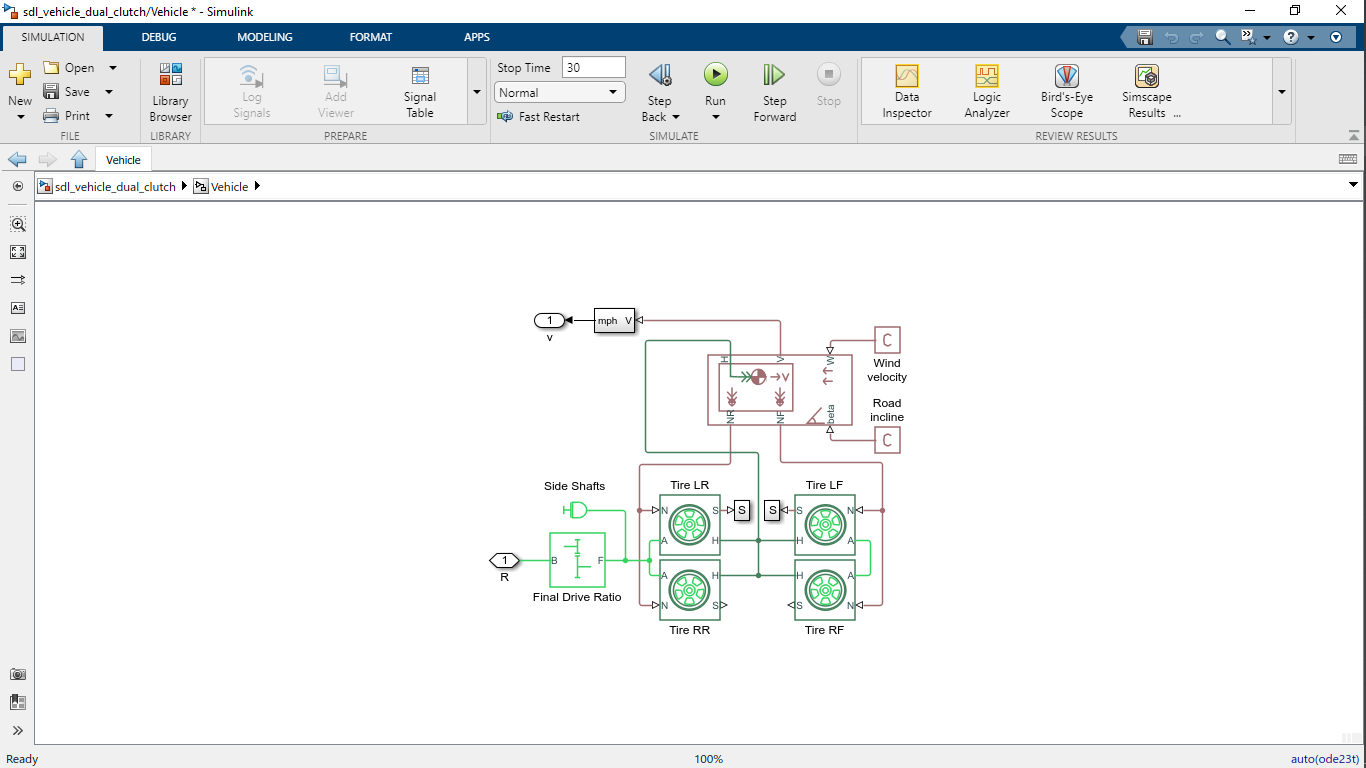 sdl_vehicle_dual_clutch/Vehicle * - Simulink
SIMULATION DEBUG MODELING FORMAT APPS
New
Open
Save
Print
FILE
Library
Browser
LIBRARY
Log
Signals
Add
Viewer
Signal
Table
PREPARE
Stop Time 30
Normal
Fast Restart
Step
Back
Run
Step
Forward
Stop
SIMULATE
Data
Inspector
Logic
Analyzer
Bird's-Eye
Scope
Simscape
Results ...
REVIEW RESULTS
Vehicle
sdl_vehicle_dual_clutch Vehicle
1
v
mph V
H V W
NR NF beta
C
Wind
velocity
Road
incline
C
Side Shafts
Tire LR
Tire LF
N S S S S N
A H H A
1
R
B F
Final Drive Ratio
A H H A
N S S N
Tire RR
Tire RF
Ready 100% auto(ode23t)